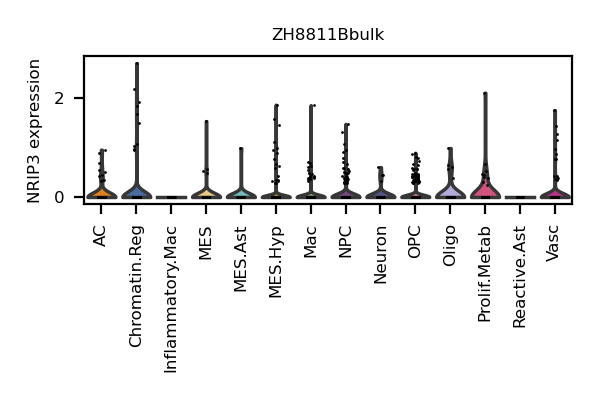 ZH8811Bbulk
NRIP3 expression
2
0
AC
Chromatin.Reg
Inflammatory.Mac
MES
MES.Ast
MES.Hyp
Mac
NPC
Neuron
OPC
Oligo
Prolif.Metab
Reactive.Ast
Vasc